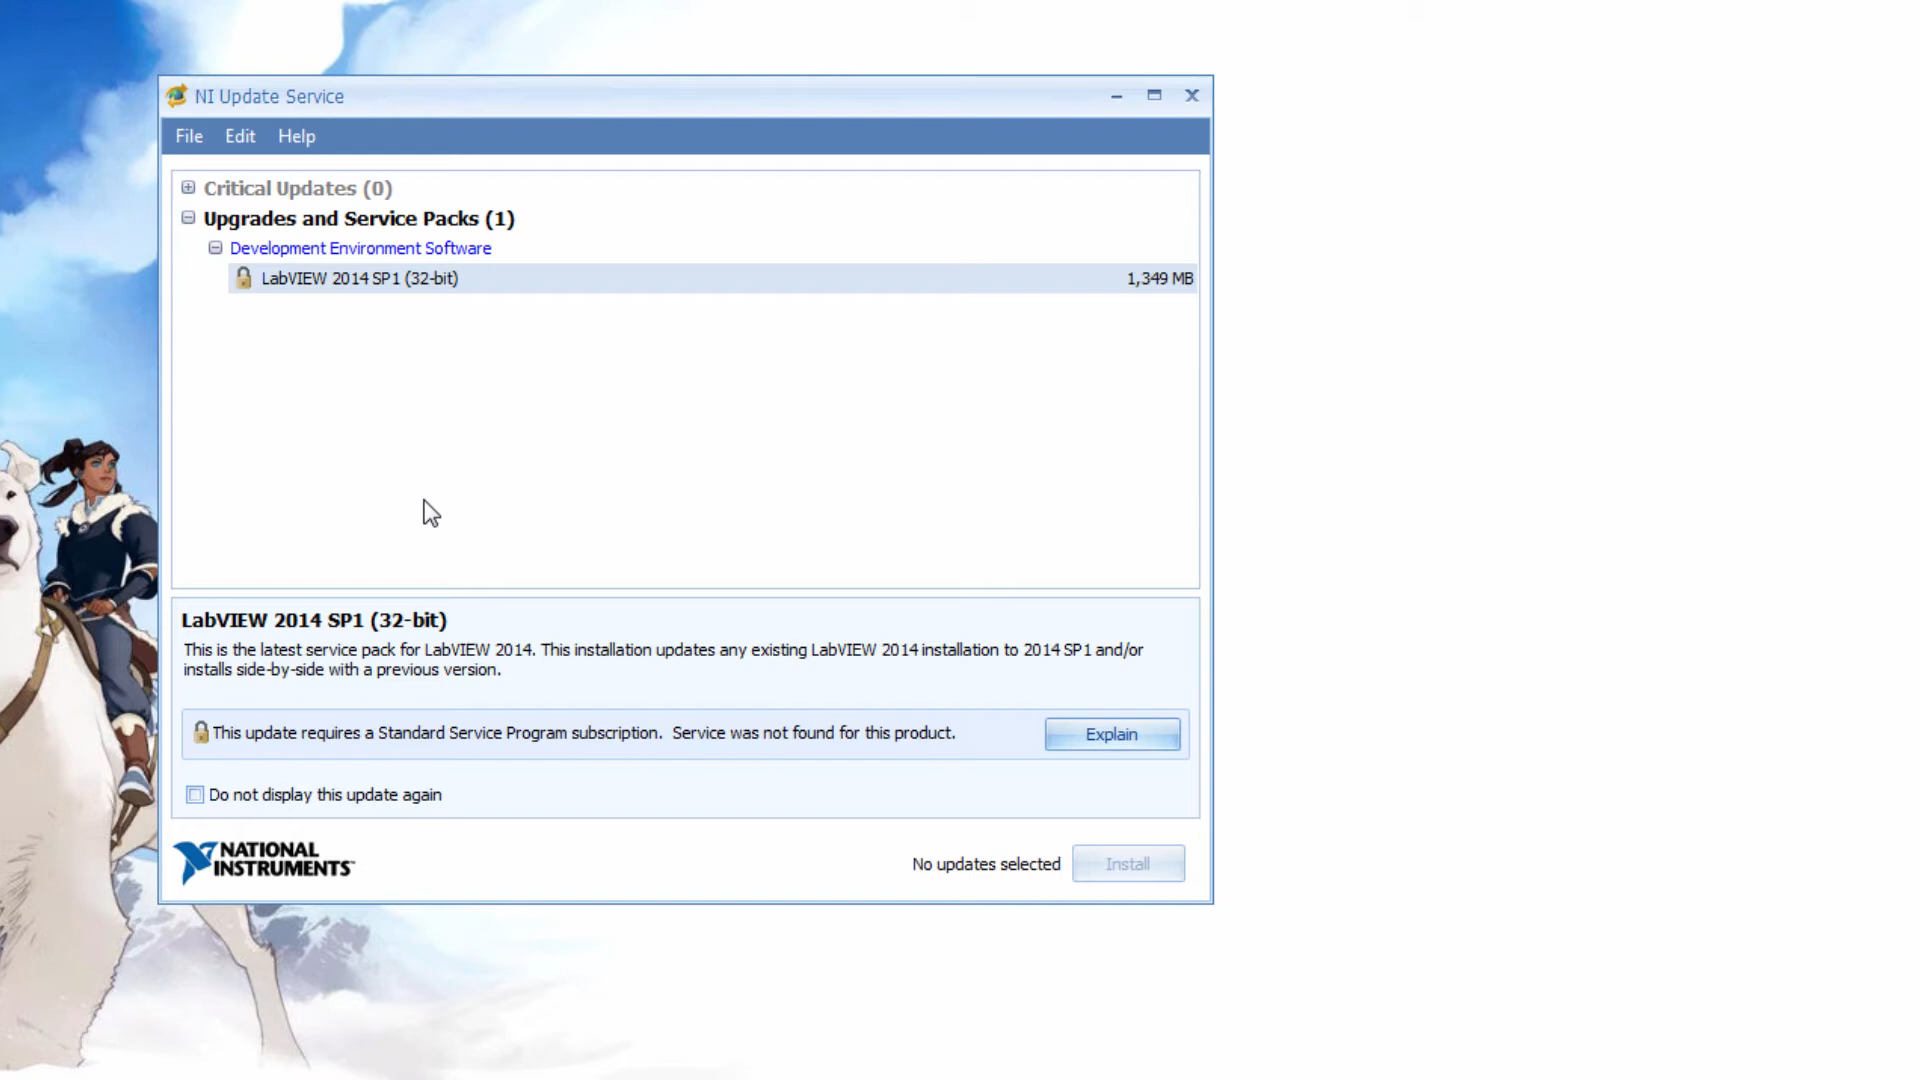 NI Update Service
File Edit Help
Critical Updates (0)
Upgrades and Service Packs (1)
Development Environment Software
LabVIEW 2014 SP1 (32-bit) 1,349 MB
LabVIEW 2014 SP1 (32-bit)
This is the latest service pack for LabVIEW 2014. This installation updates any existing LabVIEW 2014 installation to 2014 SP1 and/or
installs side-by-side with a previous version.
This update requires a Standard Service Program subscription. Service was not found for this product. Explain
Do not display this update again
NATIONAL
INSTRUMENTS™
No updates selected Install